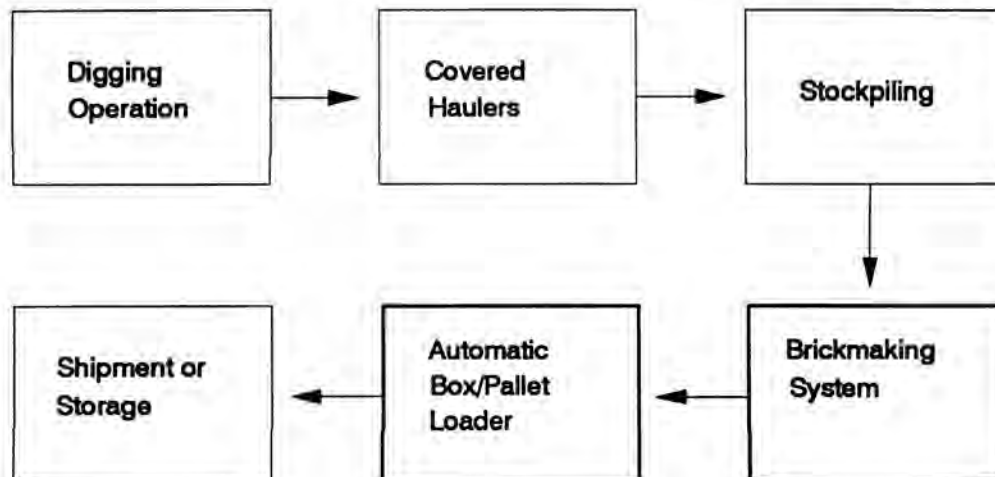 Digging
Operation
Covered
Haulers
Stockpiling
Shipment or
Storage
Automatic
Box/Pallet
Loader
Brickmaking
System